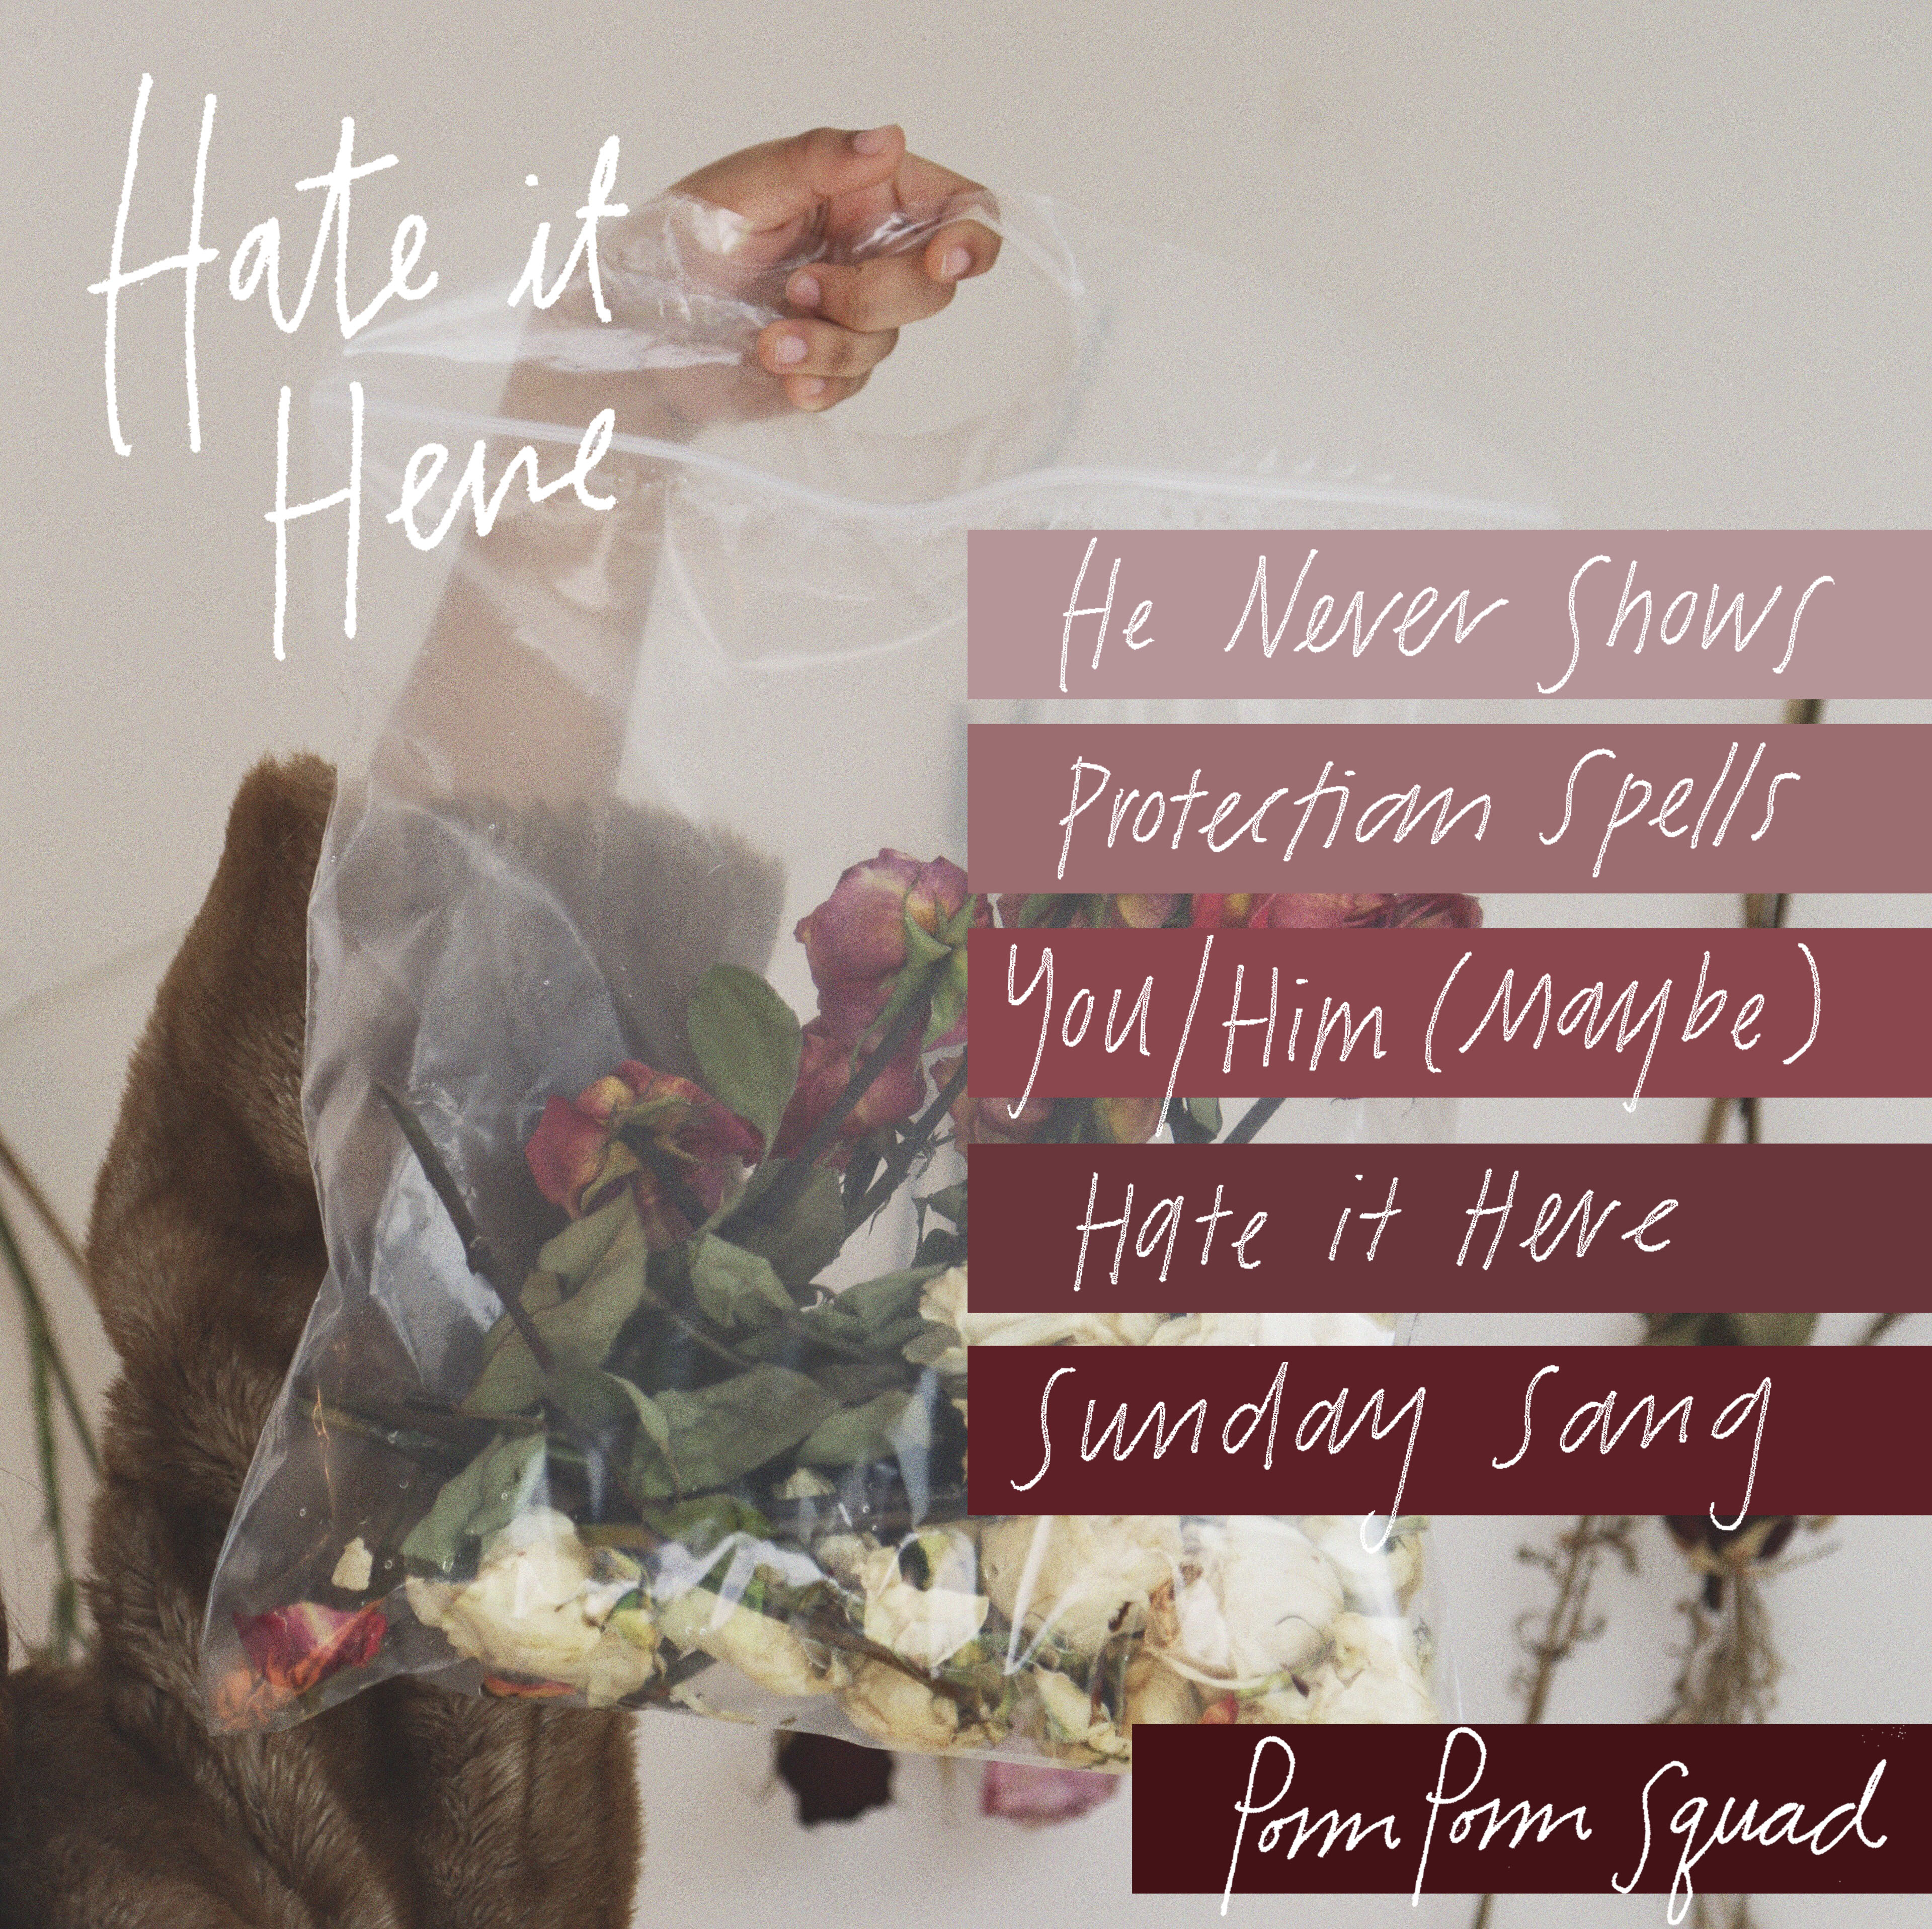 Hate it
Here
He Never Shows
Protection Spells
You/Him (Maybe)
Hate it Here
Sunday Song
Pom Pom Squad